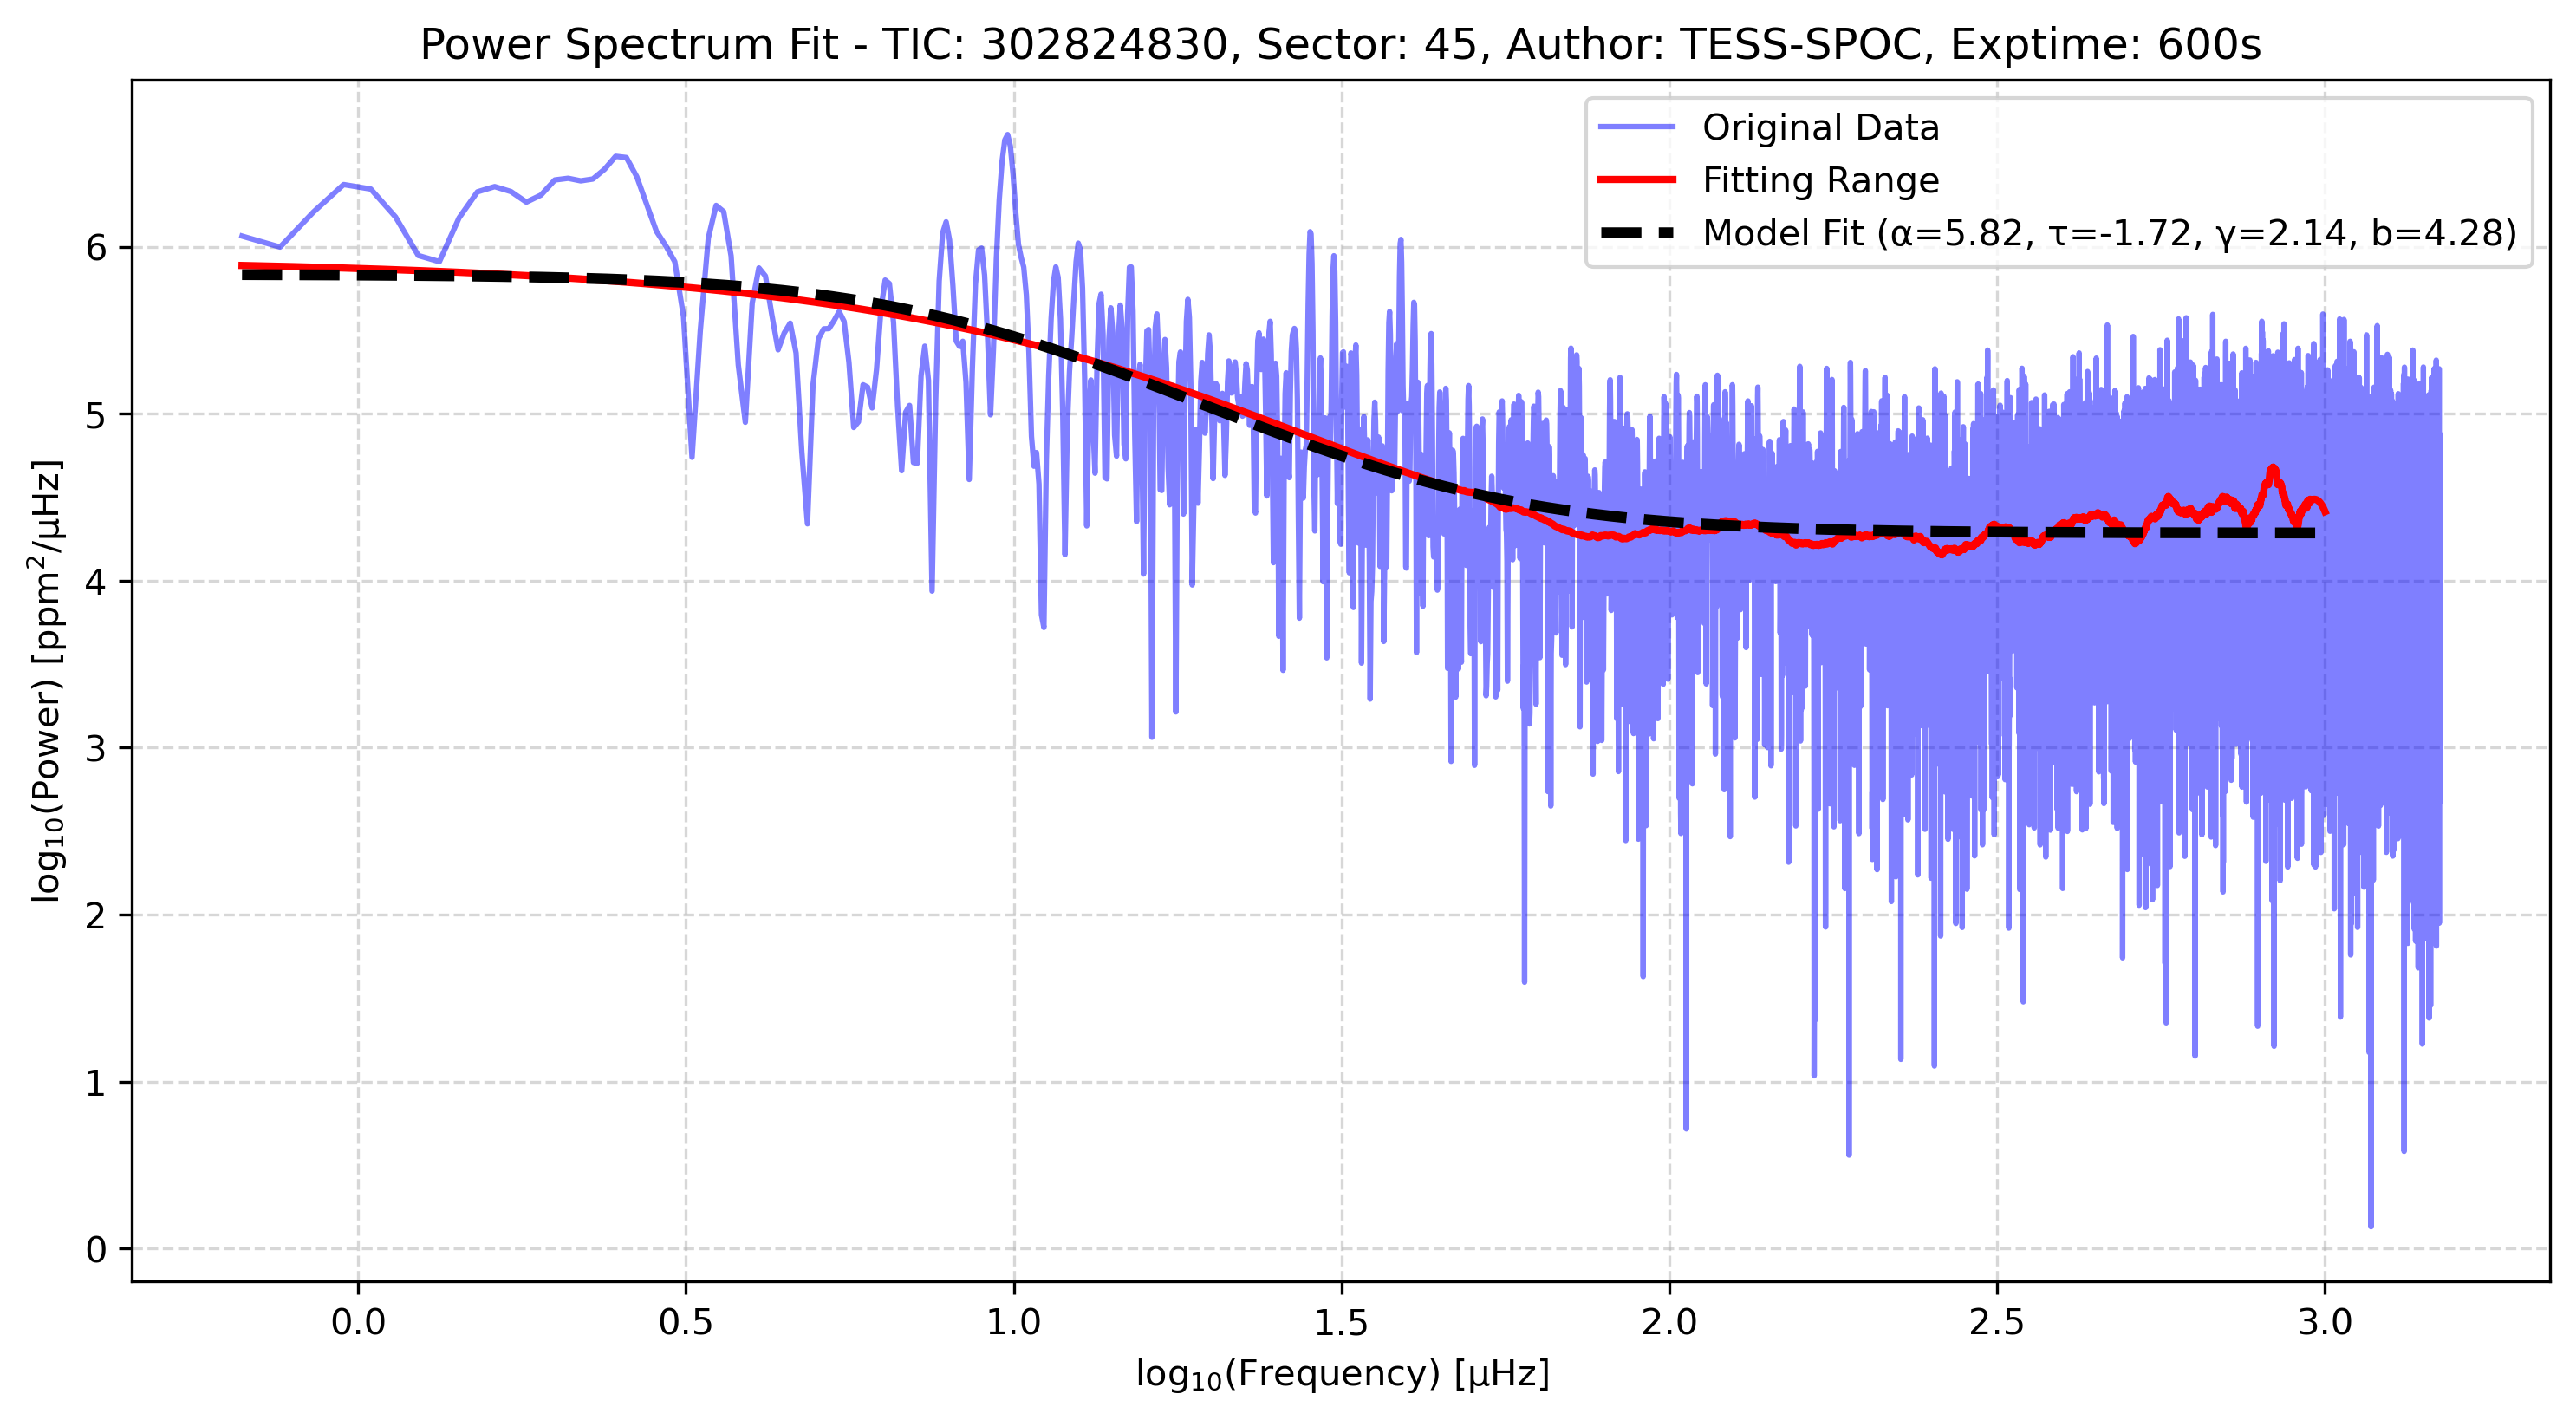 Power Spectrum Fit - TIC: 302824830, Sector: 45, Author: TESS-SPOC, Exptime: 600s
Original Data
Fitting Range
Model Fit (α=5.82, τ=-1.72, γ=2.14, b=4.28)
log₁₀(Power) [ppm²/μHz]
6
5
4
3
2
1
0
0.0 0.5 1.0 1.5 2.0 2.5 3.0
log₁₀(Frequency) [μHz]